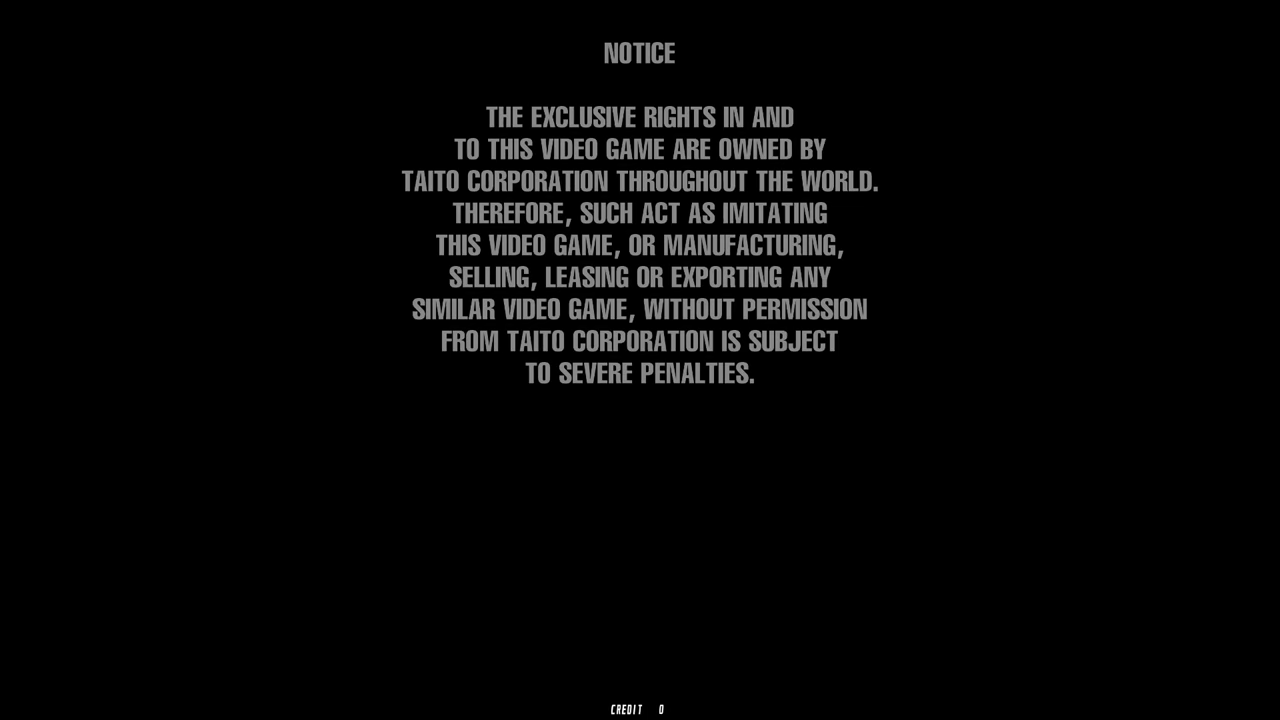 NOTICE
THE EXCLUSIVE RIGHTS IN AND
TO THIS VIDEO GAME ARE OWNED BY
TAITO CORPORATION THROUGHOUT THE WORLD.
THEREFORE, SUCH ACT AS IMITATING
THIS VIDEO GAME, OR MANUFACTURING,
SELLING, LEASING OR EXPORTING ANY
SIMILAR VIDEO GAME, WITHOUT PERMISSION
FROM TAITO CORPORATION IS SUBJECT
TO SEVERE PENALTIES.
CREDIT 0